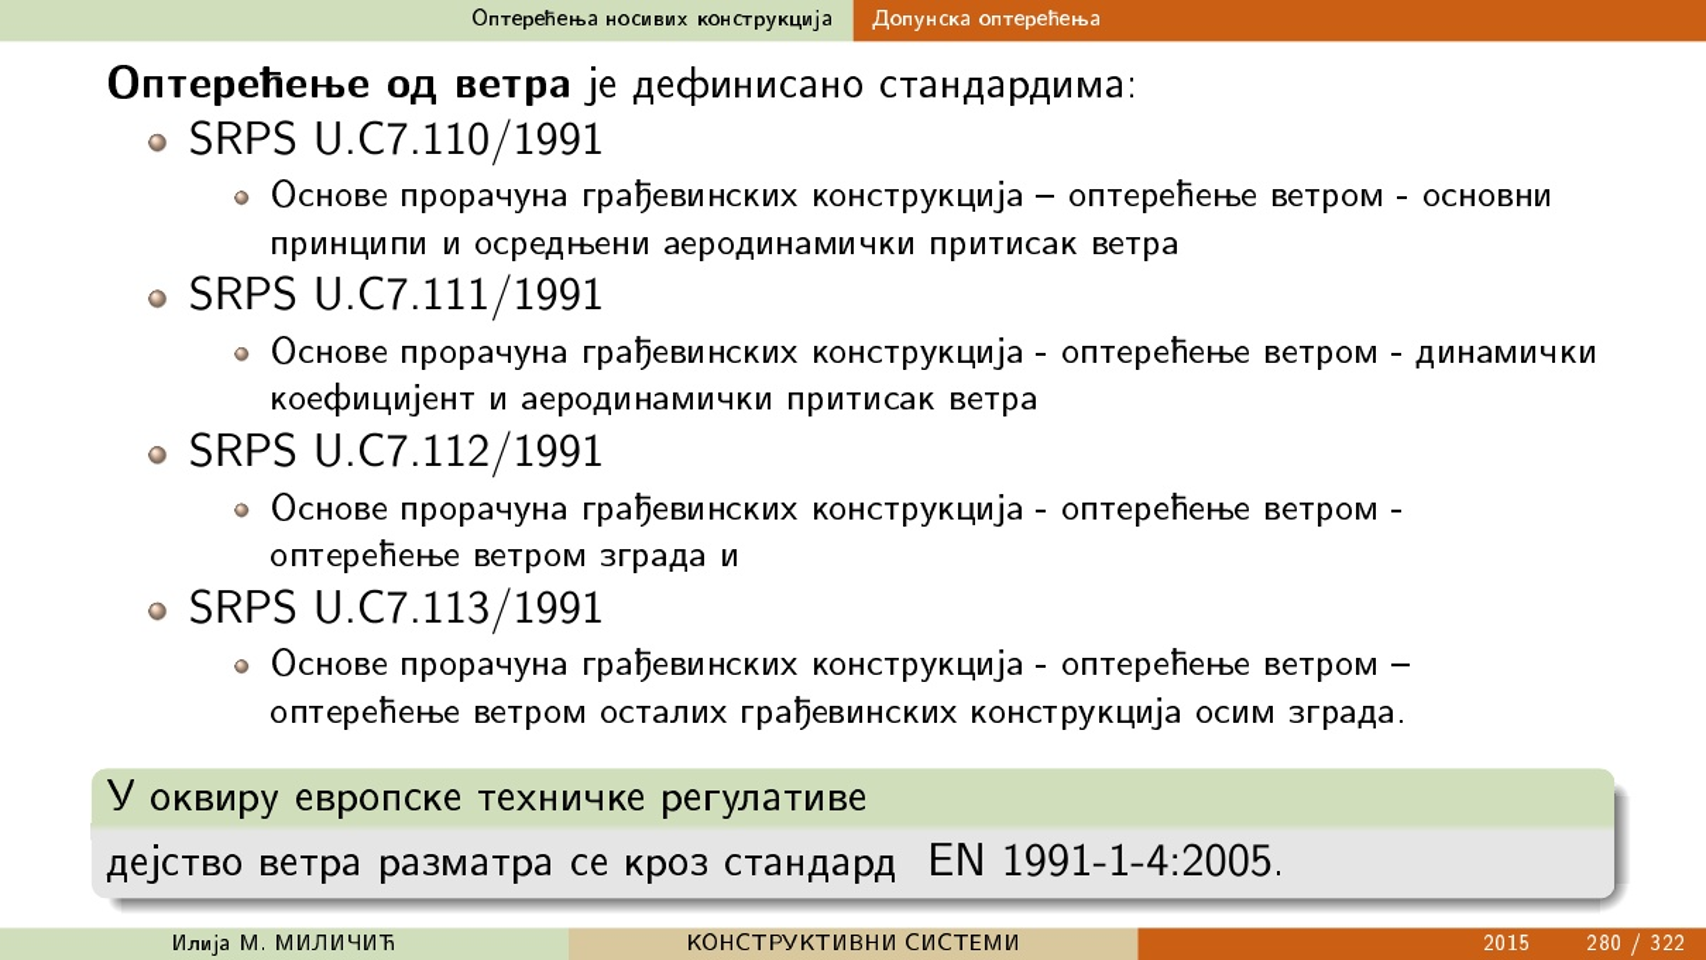 Оптерећења носивих конструкција Допунска оптерећења
Оптерећење од ветра је дефинисано стандардима:
SRPS U.C7.110/1991
Основе прорачуна грађевинских конструкција – оптерећење ветром - основни
принципи и осредњени аеродинамички притисак ветра
SRPS U.C7.111/1991
Основе прорачуна грађевинских конструкција - оптерећење ветром - динамички
коефицијент и аеродинамички притисак ветра
SRPS U.C7.112/1991
Основе прорачуна грађевинских конструкција - оптерећење ветром -
оптерећење ветром зграда и
SRPS U.C7.113/1991
Основе прорачуна грађевинских конструкција - оптерећење ветром –
оптерећење ветром осталих грађевинских конструкција осим зграда.
У оквиру европске техничке регулативе
дејство ветра разматра се кроз стандард EN 1991-1-4:2005.
Илија М. МИЛИЧИЋ КОНСТРУКТИВНИ СИСТЕМИ 2015 280 / 322